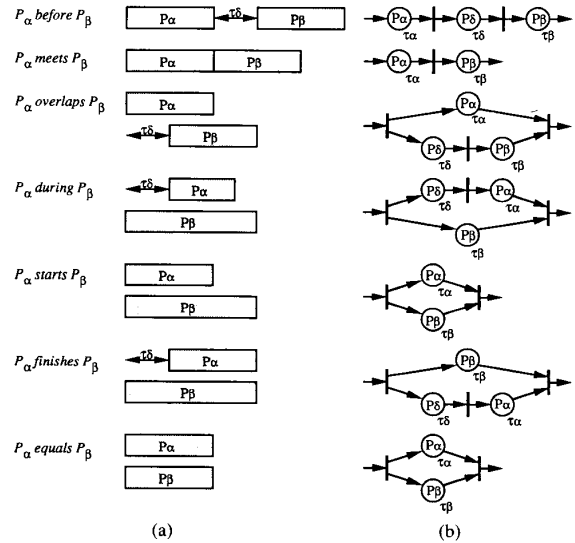 Pα before Pβ Pα τδ Pβ Pα τα Pδ τδ Pβ τβ
Pα meets Pβ Pα Pβ Pα τα Pβ τβ
Pα overlaps Pβ Pα Pα τα
τδ Pβ Pδ τδ Pβ τβ
Pα during Pβ τδ Pα Pδ τδ Pα τα
Pβ Pβ τβ
Pα starts Pβ Pα Pα τα
Pβ Pβ τβ
Pα finishes Pβ τδ Pα Pβ τβ
Pβ Pδ τδ Pα τα
Pα equals Pβ Pα Pα τα
Pβ Pβ τβ
(a) (b)